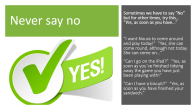 Never say no
YES!
Sometimes we have to say "No"
but for other times, try this..
"Yes, as soon as you have.."
"I want Nauia to come around
and play today" "Yes, she can
come round, although not today.
She can come on.."
"Can I go on the iPad?" "Yes, as
soon as you've finished tidying
away the game you have just
been playing with"
"Can I have a biscuit?" "Yes, as
soon as you have finished your
sandwich"